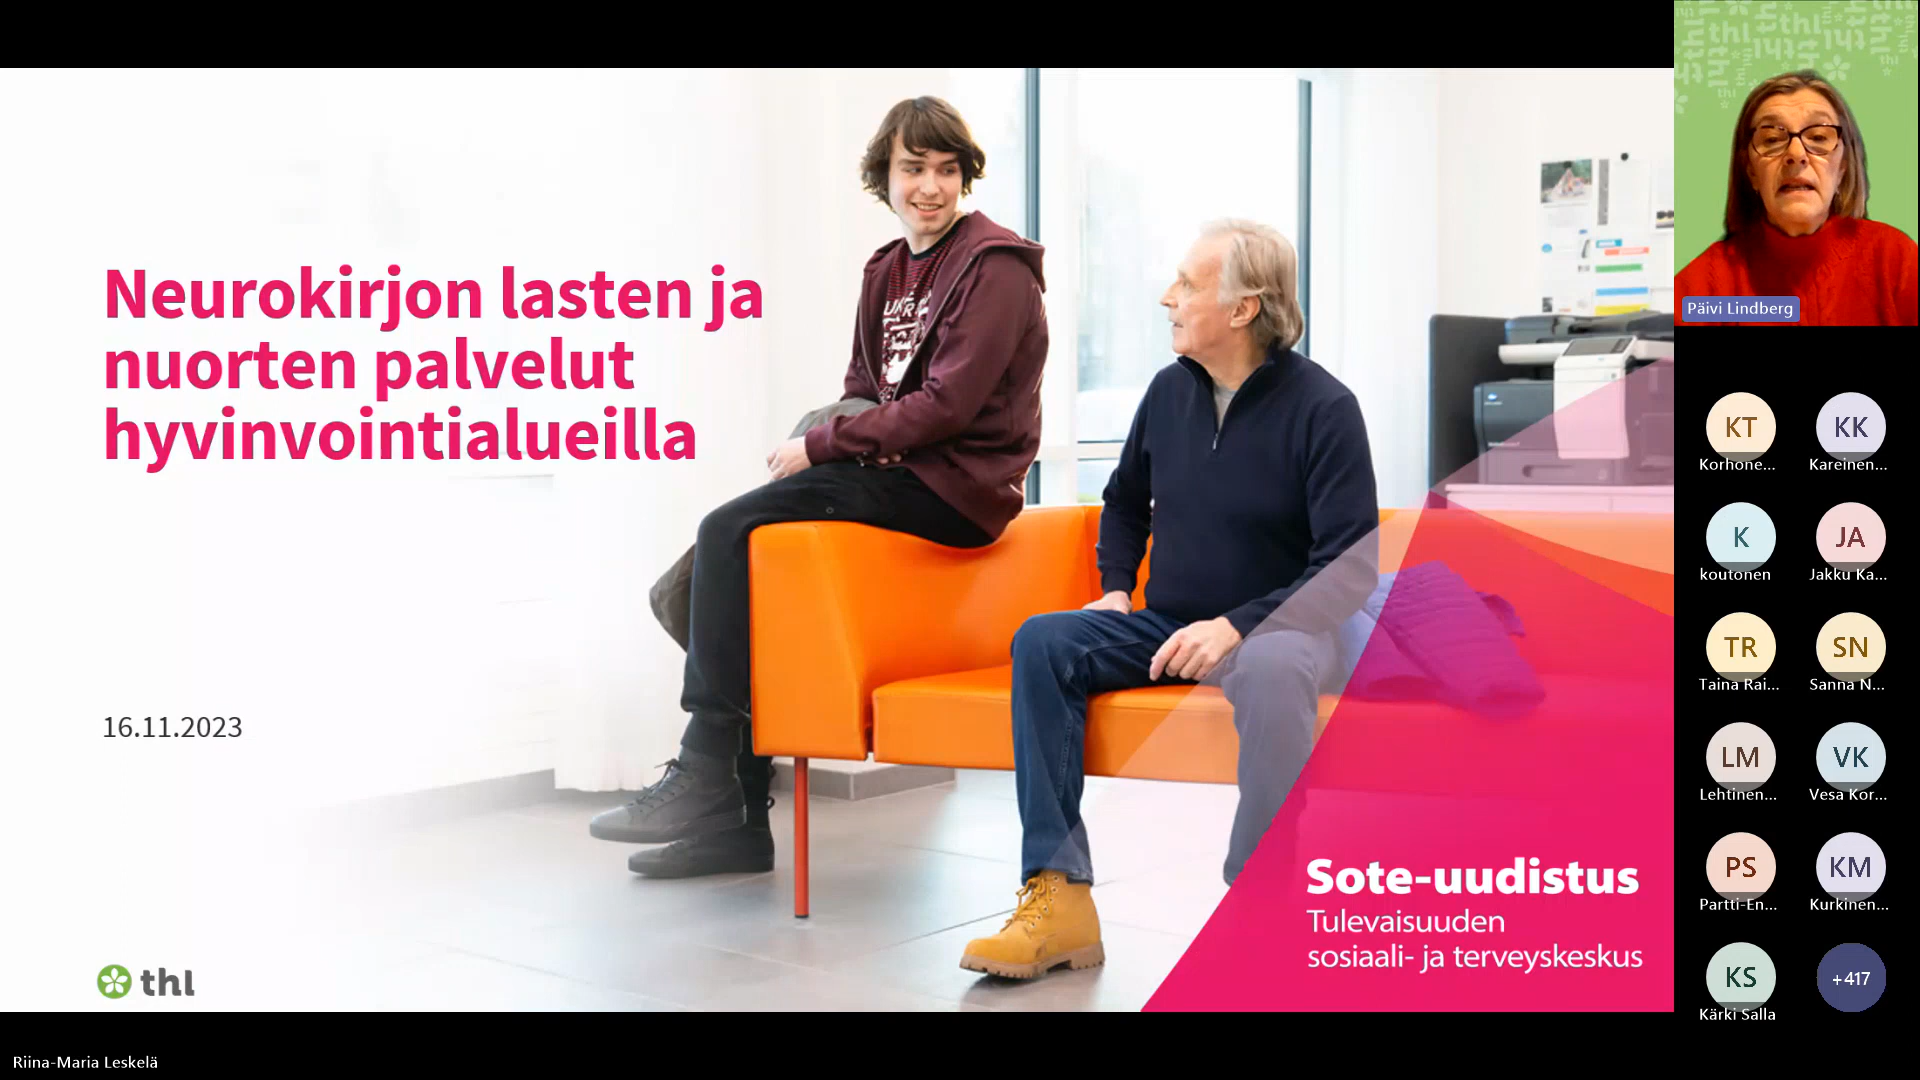 Neurokirjon lasten ja
nuorten palvelut
hyvinvointialueilla
16.11.2023
thl
Sote-uudistus
Tulevaisuuden
sosiaali- ja terveyskeskus
Riina-Maria Leskelä
thl
Päivi Lindberg
KT
Korhone...
KK
Kareinen...
K
koutonen
JA
Jakku Ka...
TR
Taina Rai...
SN
Sanna N...
LM
Lehtinen...
VK
Vesa Kor...
PS
Partti-En...
KM
Kurkinen...
KS
Kärki Salla
+417